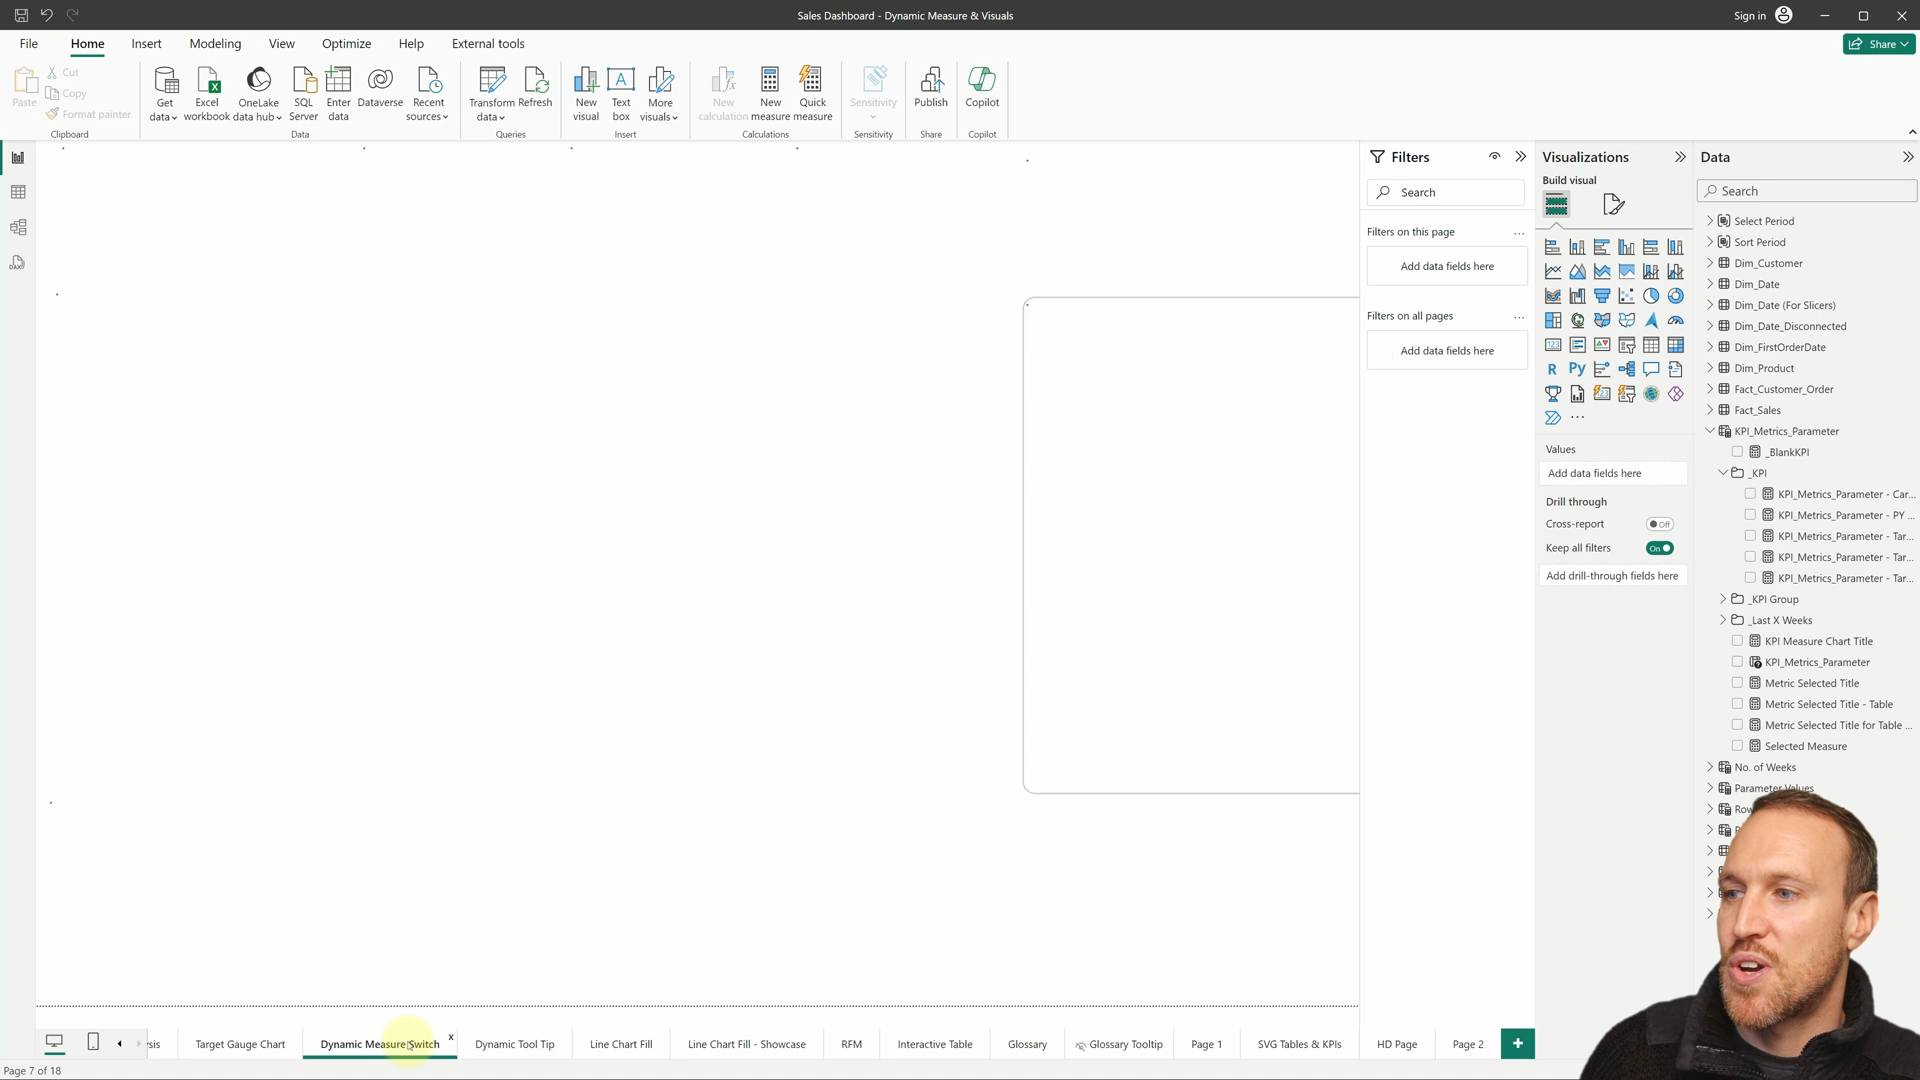 Sales Dashboard - Dynamic Measure & Visuals
Sign in
File
Home
Insert
Modeling
View
Optimize
Help
External tools
Share
Paste
Cut
Copy
Format painter
Clipboard
Get data
Excel workbook
OneLake data hub
SQL Server
Enter data
Dataverse
Recent sources
Data
Transform data
Refresh
Queries
New visual
Text box
More visuals
Insert
New calculation
New measure
Quick measure
Calculations
Sensitivity
Sensitivity
Publish
Share
Copilot
Copilot
Filters
Search
Filters on this page
Add data fields here
Filters on all pages
Add data fields here
Visualizations
Build visual
R
Py
Values
Add data fields here
Drill through
Cross-report
Off
Keep all filters
On
Add drill-through fields here
Data
Search
Select Period
Sort Period
Dim_Customer
Dim_Date
Dim_Date (For Slicers)
Dim_Date_Disconnected
Dim_FirstOrderDate
Dim_Product
Fact_Customer_Order
Fact_Sales
KPI_Metrics_Parameter
_BlankKPI
_KPI
KPI_Metrics_Parameter - Car...
KPI_Metrics_Parameter - PY ...
KPI_Metrics_Parameter - Tar...
KPI_Metrics_Parameter - Tar...
KPI_Metrics_Parameter - Tar...
_KPI Group
_Last X Weeks
KPI Measure Chart Title
KPI_Metrics_Parameter
Metric Selected Title
Metric Selected Title - Table
Metric Selected Title for Table ...
Selected Measure
No. of Weeks
Parameter Values
Target Gauge Chart
Dynamic Measure Switch
x
Dynamic Tool Tip
Line Chart Fill
Line Chart Fill - Showcase
RFM
Interactive Table
Glossary
Glossary Tooltip
Page 1
SVG Tables & KPIs
HD Page
Page 2
+
Page 7 of 18